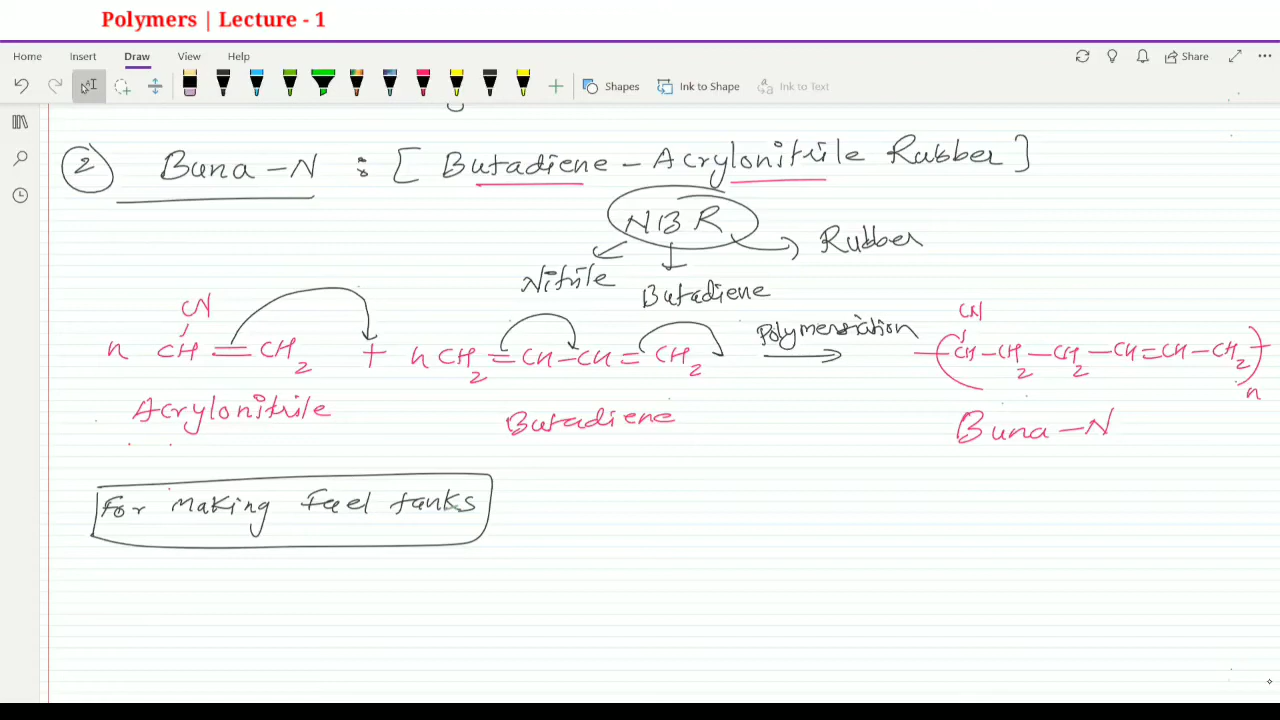 Polymers | Lecture - 1
Home Insert Draw View Help
Share
Shapes Ink to Shape Ink to Text
2 Buna-N : [Butadiene-Acrylonitrile Rubber]
NBR
Nitrile Butadiene Rubber
n CH(CN)=CH2 + n CH2=CH-CH=CH2 Polymerisation → -(CH(CN)-CH2-CH2-CH=CH-CH2)-n
Acrylonitrile Butadiene Buna-N
For making Fuel tanks